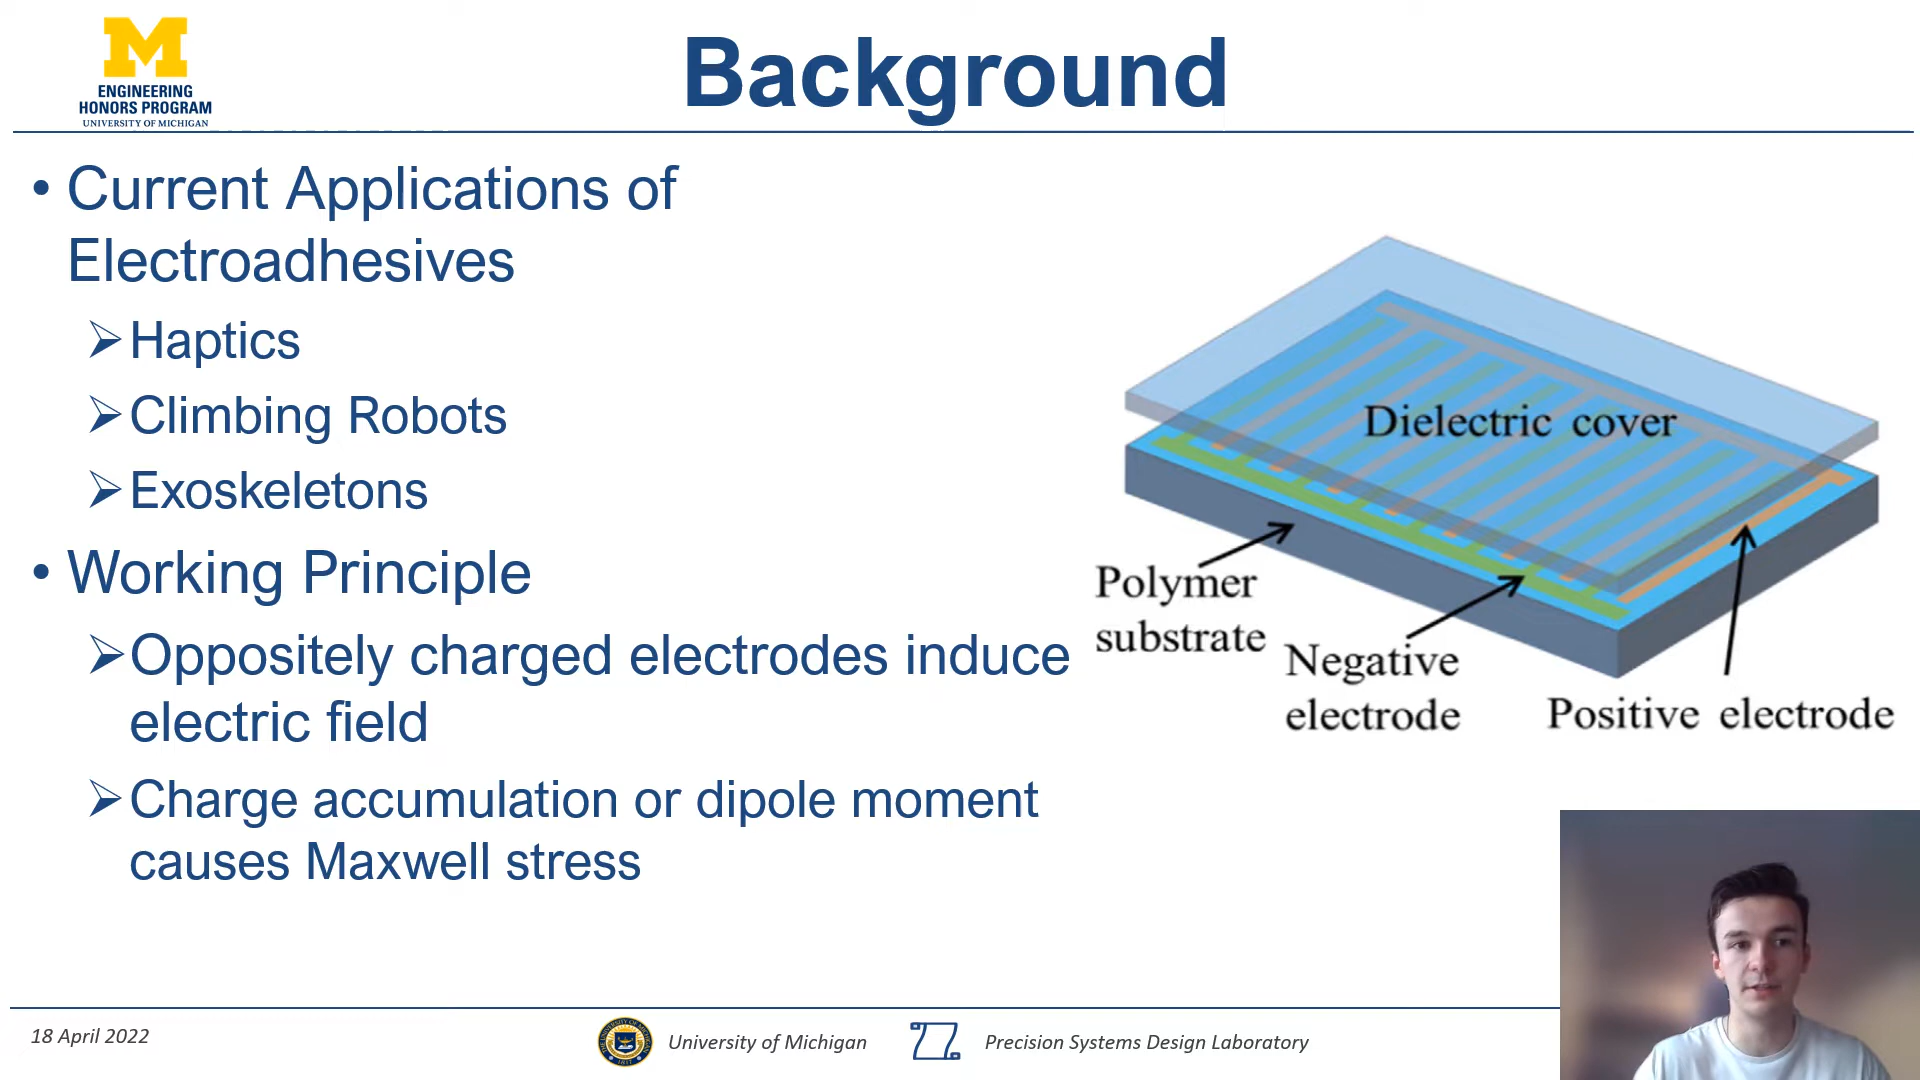 M
ENGINEERING
HONORS PROGRAM
UNIVERSITY OF MICHIGAN
Background
• Current Applications of
Electroadhesives
➢Haptics
➢Climbing Robots
➢Exoskeletons
• Working Principle
➢Oppositely charged electrodes induce
electric field
➢Charge accumulation or dipole moment
causes Maxwell stress
Dielectric cover
Polymer
substrate
Negative
electrode
Positive electrode
18 April 2022
University of Michigan
Precision Systems Design Laboratory